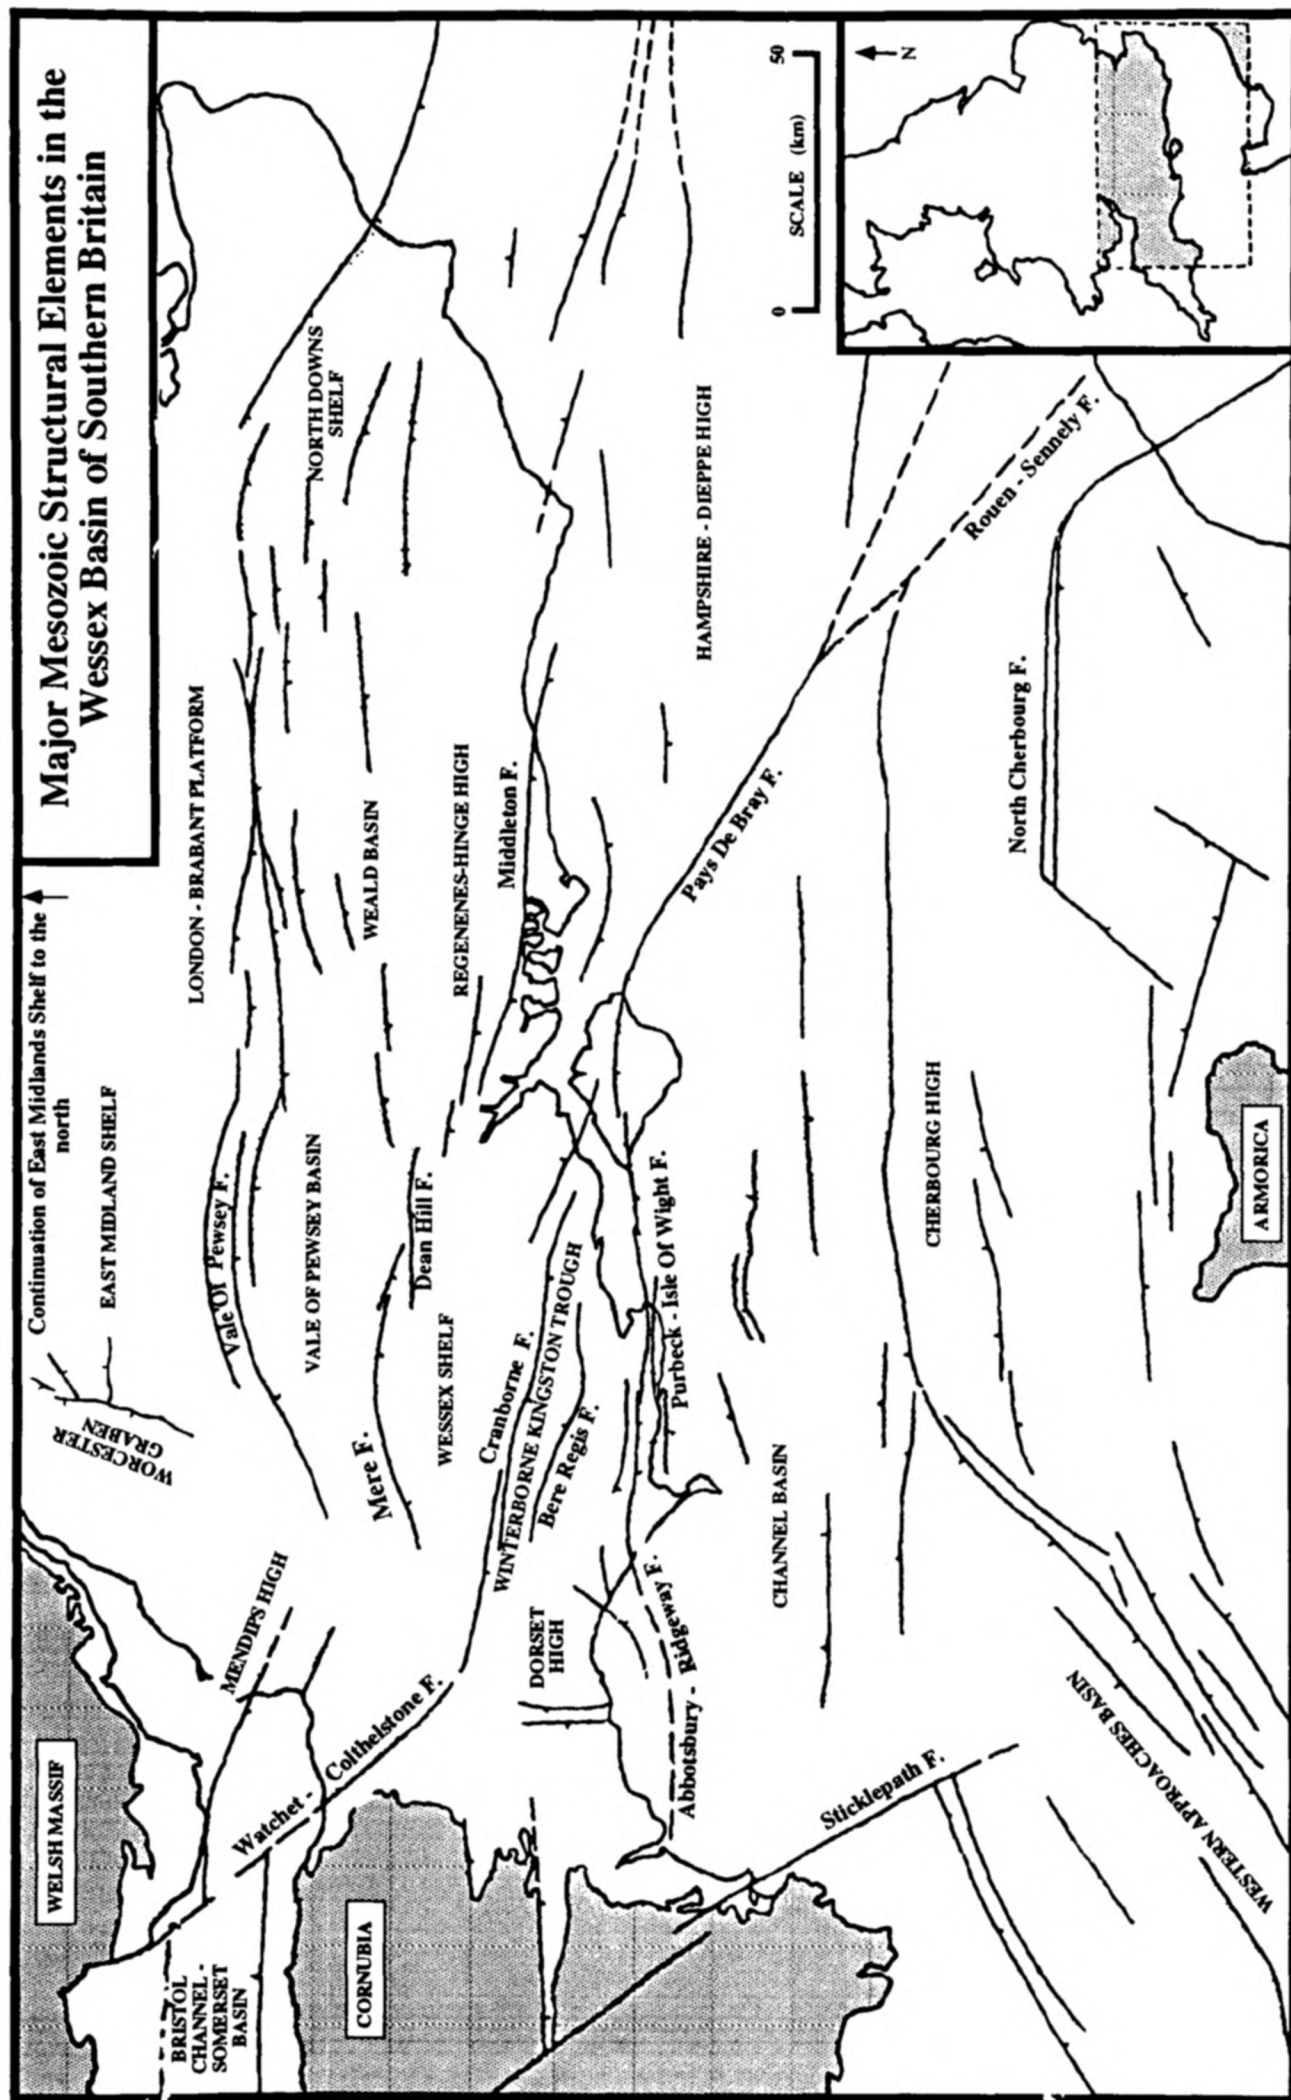 Major Mesozoic Structural Elements in the
Wessex Basin of Southern Britain
Continuation of East Midlands Shelf to the
north
EAST MIDLAND SHELF
WORCESTER
GRABEN
WELSH MASSIF
LONDON - BRABANT PLATFORM
MENDIPS HIGH
Vale Of Pewsey F.
VALE OF PEWSEY BASIN
NORTH DOWNS
SHELF
WEALD BASIN
BRISTOL
CHANNEL -
SOMERSET
BASIN
Watchet - Colthelstone F.
Mere F.
Dean Hill F.
WESSEX SHELF
REGENENES-HINGE HIGH
Middleton F.
CORNUBIA
Cranborne F.
WINTERBORNE KINGSTON TROUGH
Bere Regis F.
DORSET
HIGH
Abbotsbury - Ridgeway F.
Purbeck - Isle Of Wight F.
HAMPSHIRE - DIEPPE HIGH
Pays De Bray F.
CHANNEL BASIN
Sticklepath F.
CHERBOURG HIGH
Rouen - Sennely F.
North Cherbourg F.
WESTERN APPROACHES BASIN
ARMORICA
0 50
SCALE (km)
N